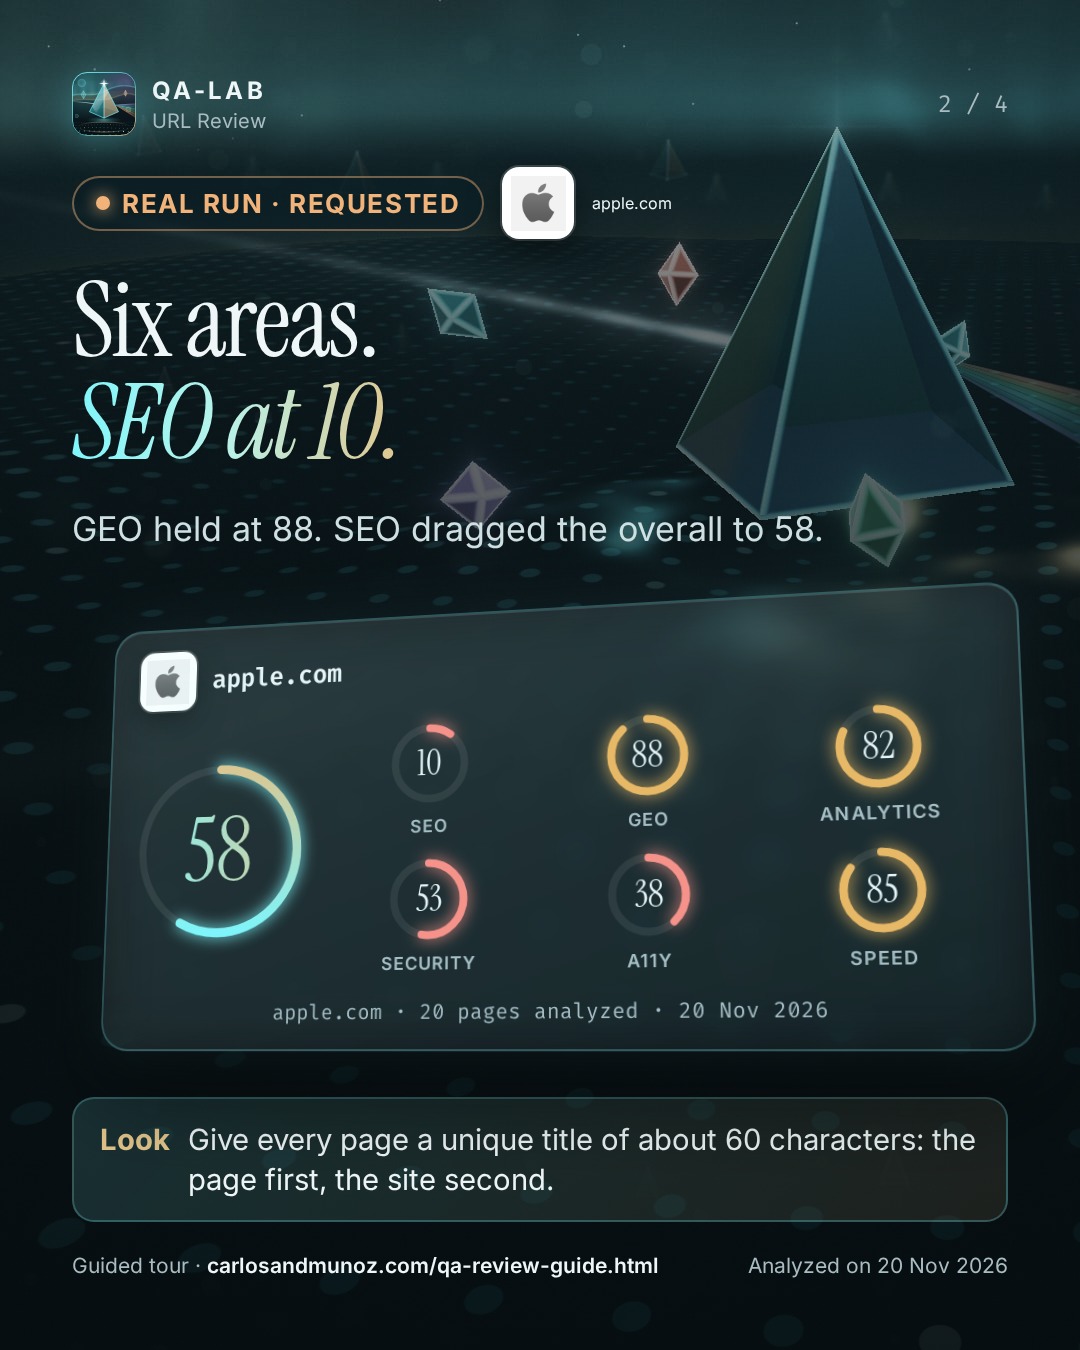 QA-LAB
URL Review
2 / 4
REAL RUN · REQUESTED
apple.com
Six areas.
SEO at 10.
GEO held at 88. SEO dragged the overall to 58.
apple.com
58
10
SEO
88
GEO
82
ANALYTICS
53
SECURITY
38
A11Y
85
SPEED
apple.com · 20 pages analyzed · 20 Nov 2026
Look Give every page a unique title of about 60 characters: the
page first, the site second.
Guided tour · carlosandmunoz.com/qa-review-guide.html
Analyzed on 20 Nov 2026